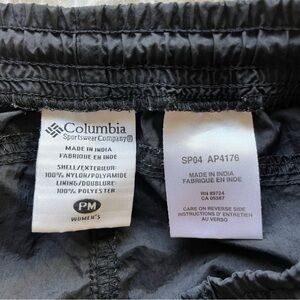 Columbia
Sportswear Company®
MADE IN INDIA
FABRIQUE EN INDE
SHELL/EXTERIEUR:
100% NYLON/POLYAMIDE
LINING/DOUBLURE:
100% POLYESTER
PM
WOMEN'S
SP04 AP4176
MADE IN INDIA
FABRIQUE EN INDE
RN 69724
CA 05367
CARE ON REVERSE SIDE
INSTRUCTIONS D'ENTRETIEN
AU VERSO